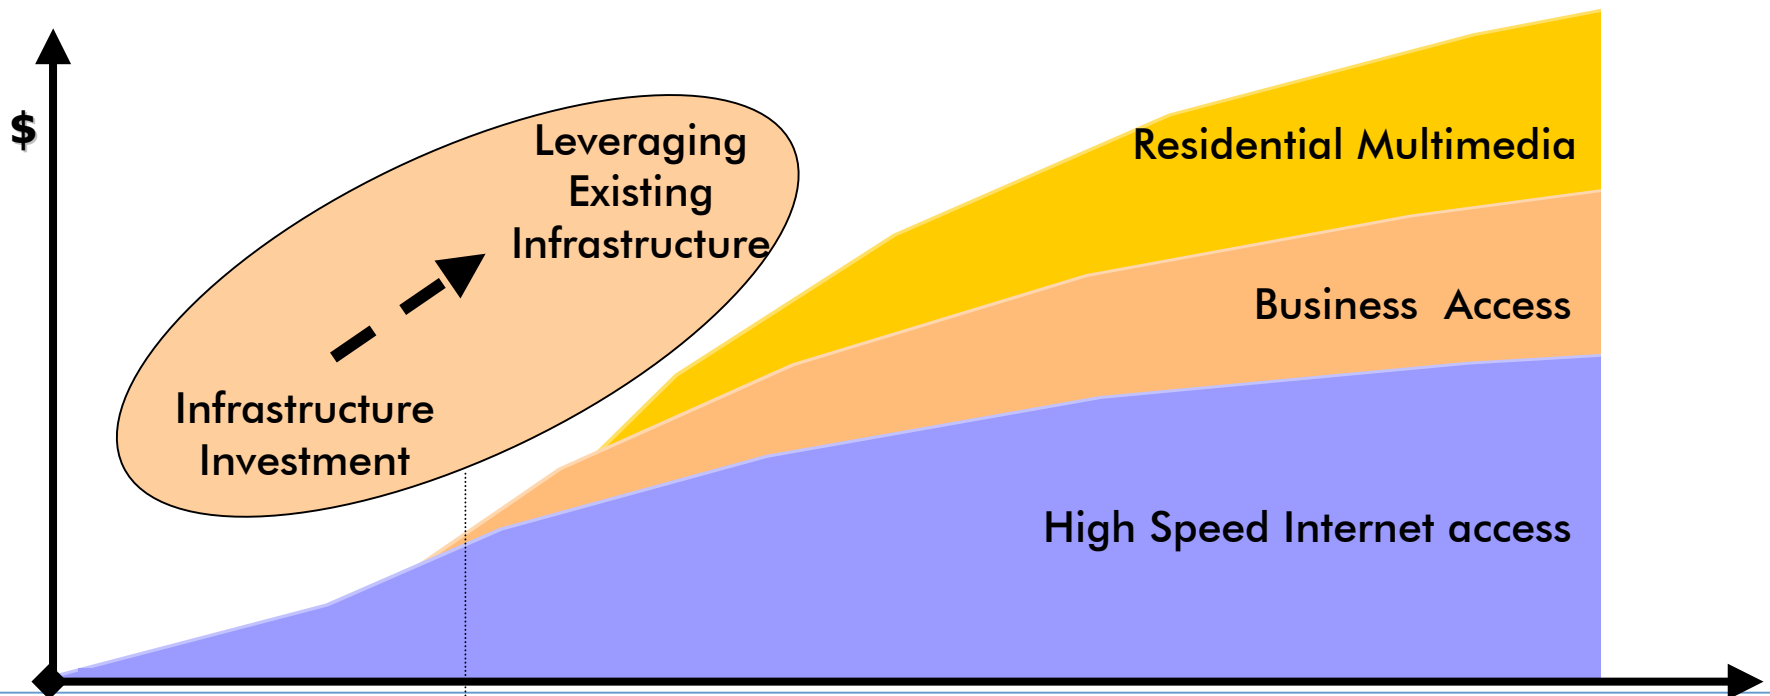 $
Leveraging
Existing
Infrastructure
Infrastructure
Investment
Residential Multimedia
Business Access
High Speed Internet access